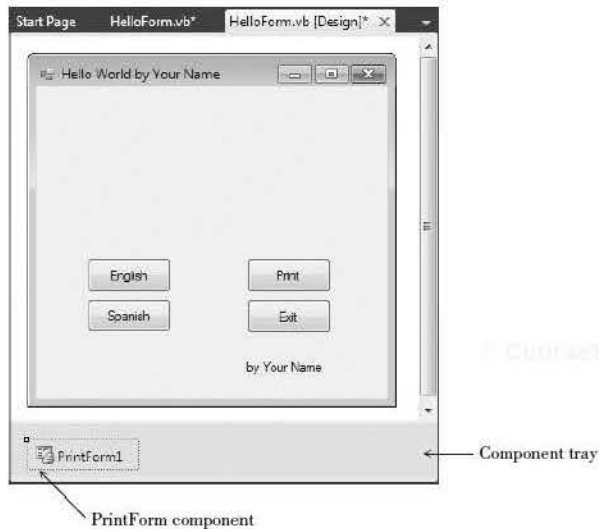 Start Page HelloForm.vb* HelloForm.vb [Design]*
Hello World by Your Name
English Print
Spanish Exit
by Your Name
PrintForm1
Component tray
PrintForm component